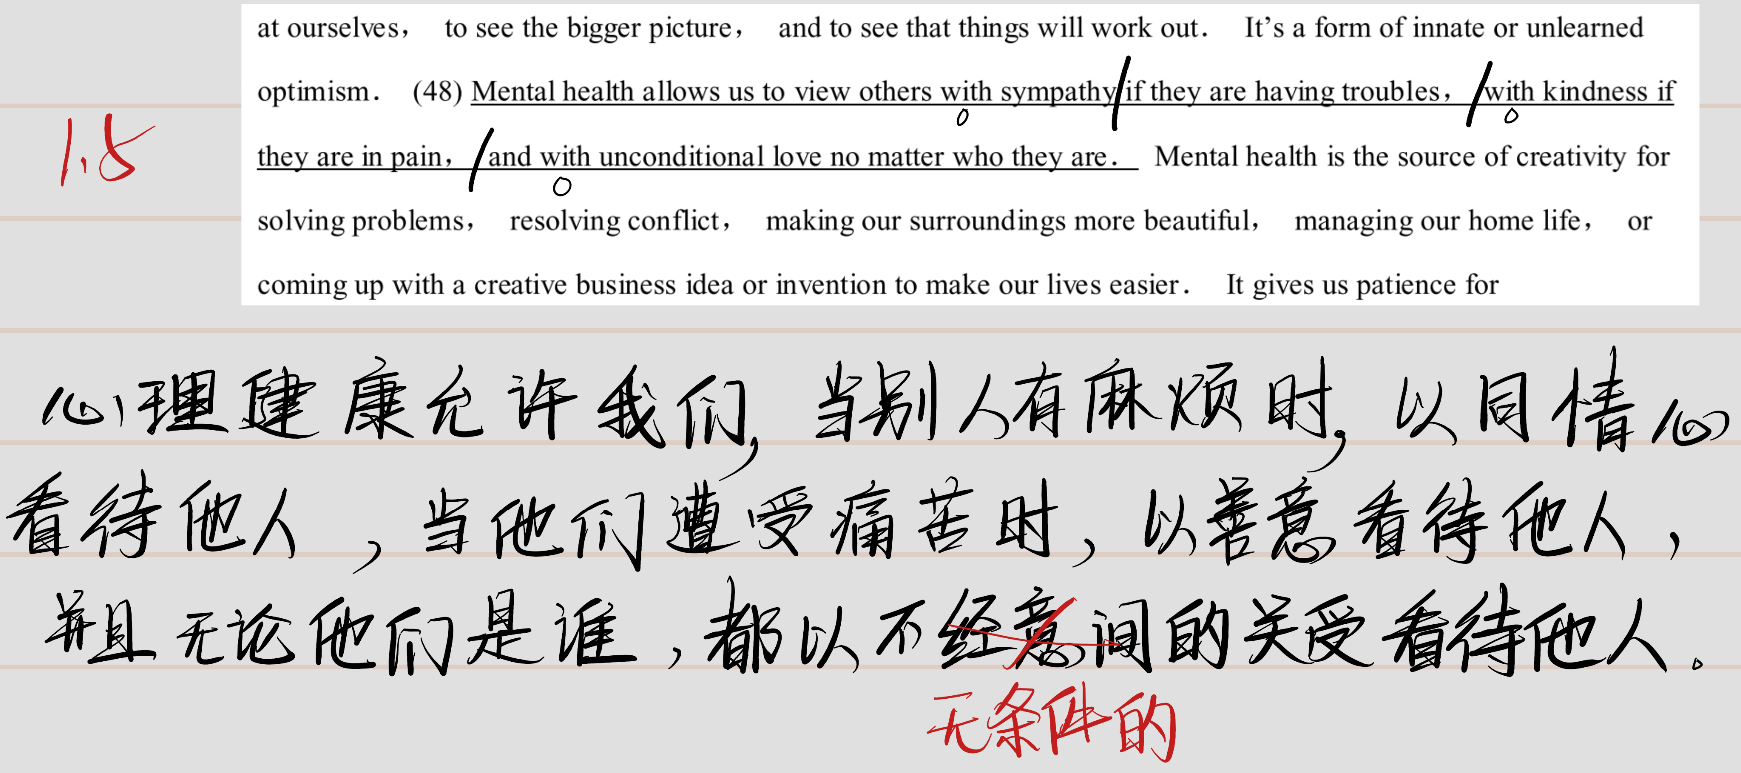 at ourselves, to see the bigger picture, and to see that things will work out. It's a form of innate or unlearned
optimism. (48) Mental health allows us to view others with sympathy if they are having troubles, with kindness if
they are in pain, and with unconditional love no matter who they are. Mental health is the source of creativity for
solving problems, resolving conflict, making our surroundings more beautiful, managing our home life, or
coming up with a creative business idea or invention to make our lives easier. It gives us patience for
1.5
心理健康允许我们,当别人有麻烦时,以同情心
看待他人,当他们遭受痛苦时,以善意看待他人,
并且无论他们是谁,都以不经意间的关受看待他人。
无条件的